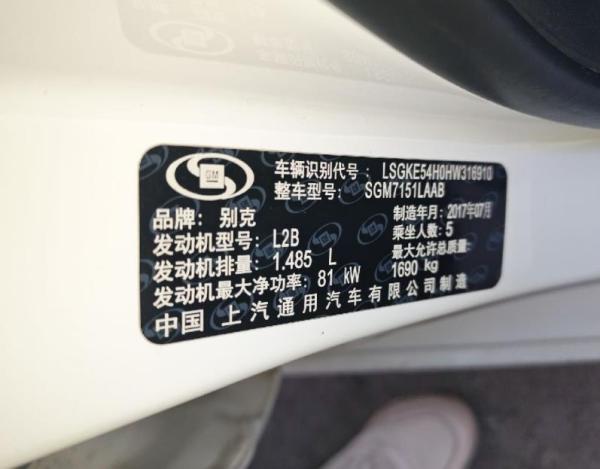 GM
车辆识别代号: LSGKE54H0HW316910
整车型号: SGM7151LAAB
品牌: 别克
制造年月: 2017年07月
发动机型号: L2B
乘坐人数: 5
发动机排量: 1.485 L
最大允许总质量:
1690 kg
发动机最大净功率: 81 kW
中国 上汽通用汽车有限公司制造